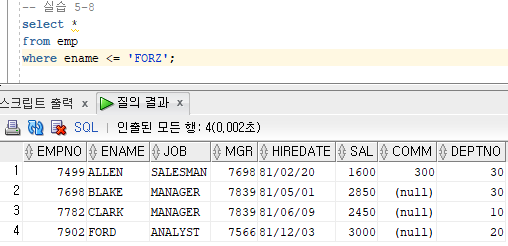 -- 실습 5-8
select *
from emp
where ename <= 'FORZ';
스크립트 출력 x 질의 결과 x
SQL | 인출된 모든 행: 4(0,002초)
EMPNO ENAME JOB MGR HIREDATE SAL COMM DEPTNO
1 7499 ALLEN SALESMAN 7698 81/02/20 1600 300 30
2 7698 BLAKE MANAGER 7839 81/05/01 2850 (null) 30
3 7782 CLARK MANAGER 7839 81/06/09 2450 (null) 10
4 7902 FORD ANALYST 7566 81/12/03 3000 (null) 20